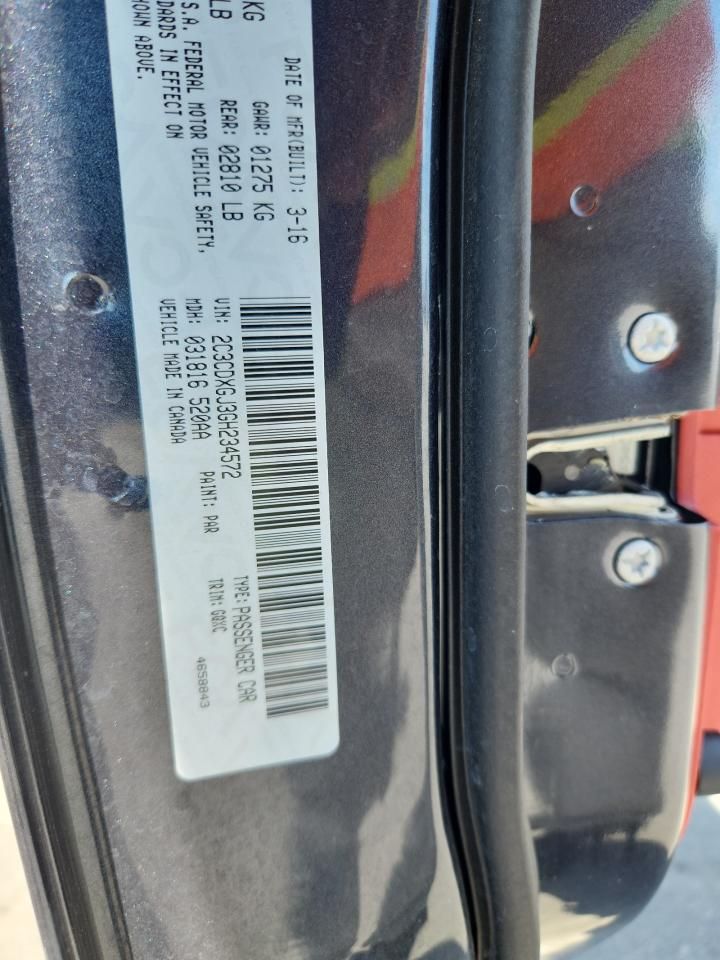 DATE OF MFR(BUILT): 3-16
KG GAWR: 01275 KG
LB REAR: 02810 LB
.S.A. FEDERAL MOTOR VEHICLE SAFETY,
DARDS IN EFFECT ON
HOWN ABOVE.
VIN: 2C3CDXGJ3GH234572
TYPE: PASSENGER CAR
MDH: 031816 520AA PAINT: PAR TRIM: GQXC
VEHICLE MADE IN CANADA
4658843